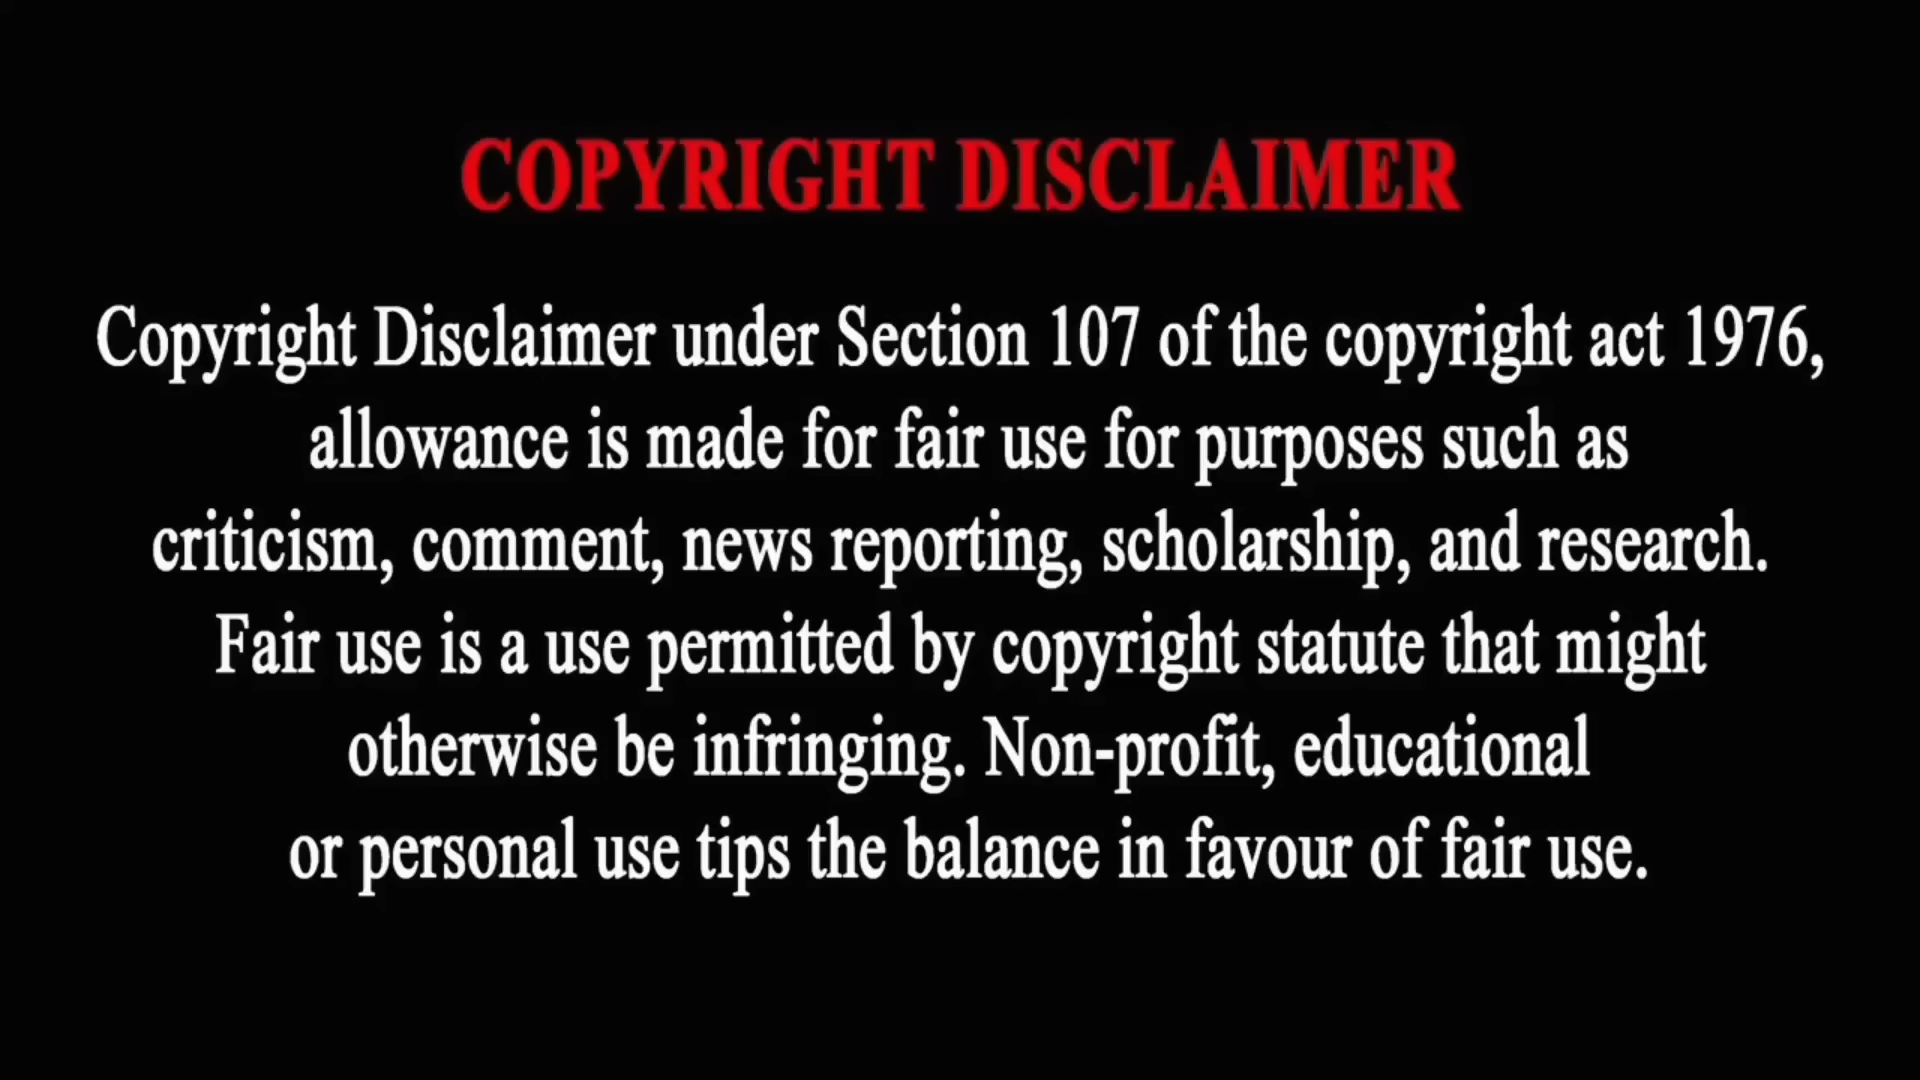 COPYRIGHT DISCLAIMER
Copyright Disclaimer under Section 107 of the copyright act 1976,
allowance is made for fair use for purposes such as
criticism, comment, news reporting, scholarship, and research.
Fair use is a use permitted by copyright statute that might
otherwise be infringing. Non-profit, educational
or personal use tips the balance in favour of fair use.